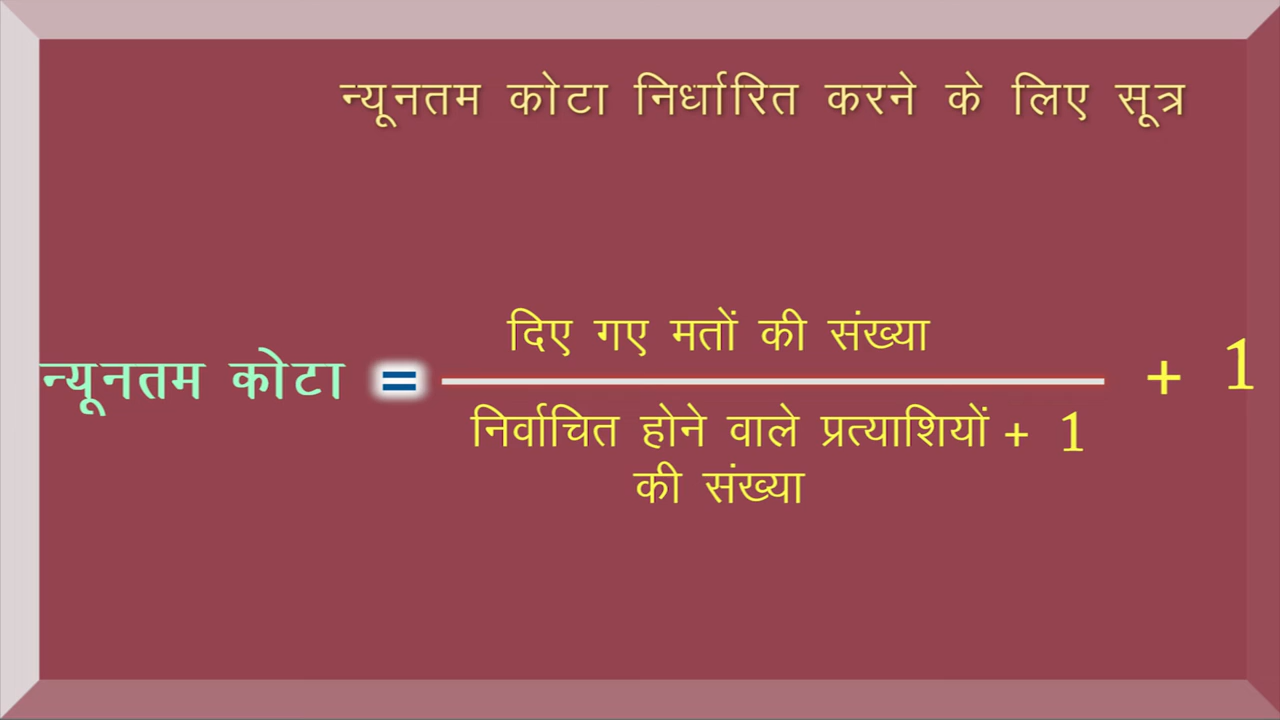 न्यूनतम कोटा निर्धारित करने के लिए सूत्र
दिए गए मतों की संख्या
न्यूनतम कोटा = + 1
निर्वाचित होने वाले प्रत्याशियों + 1
की संख्या